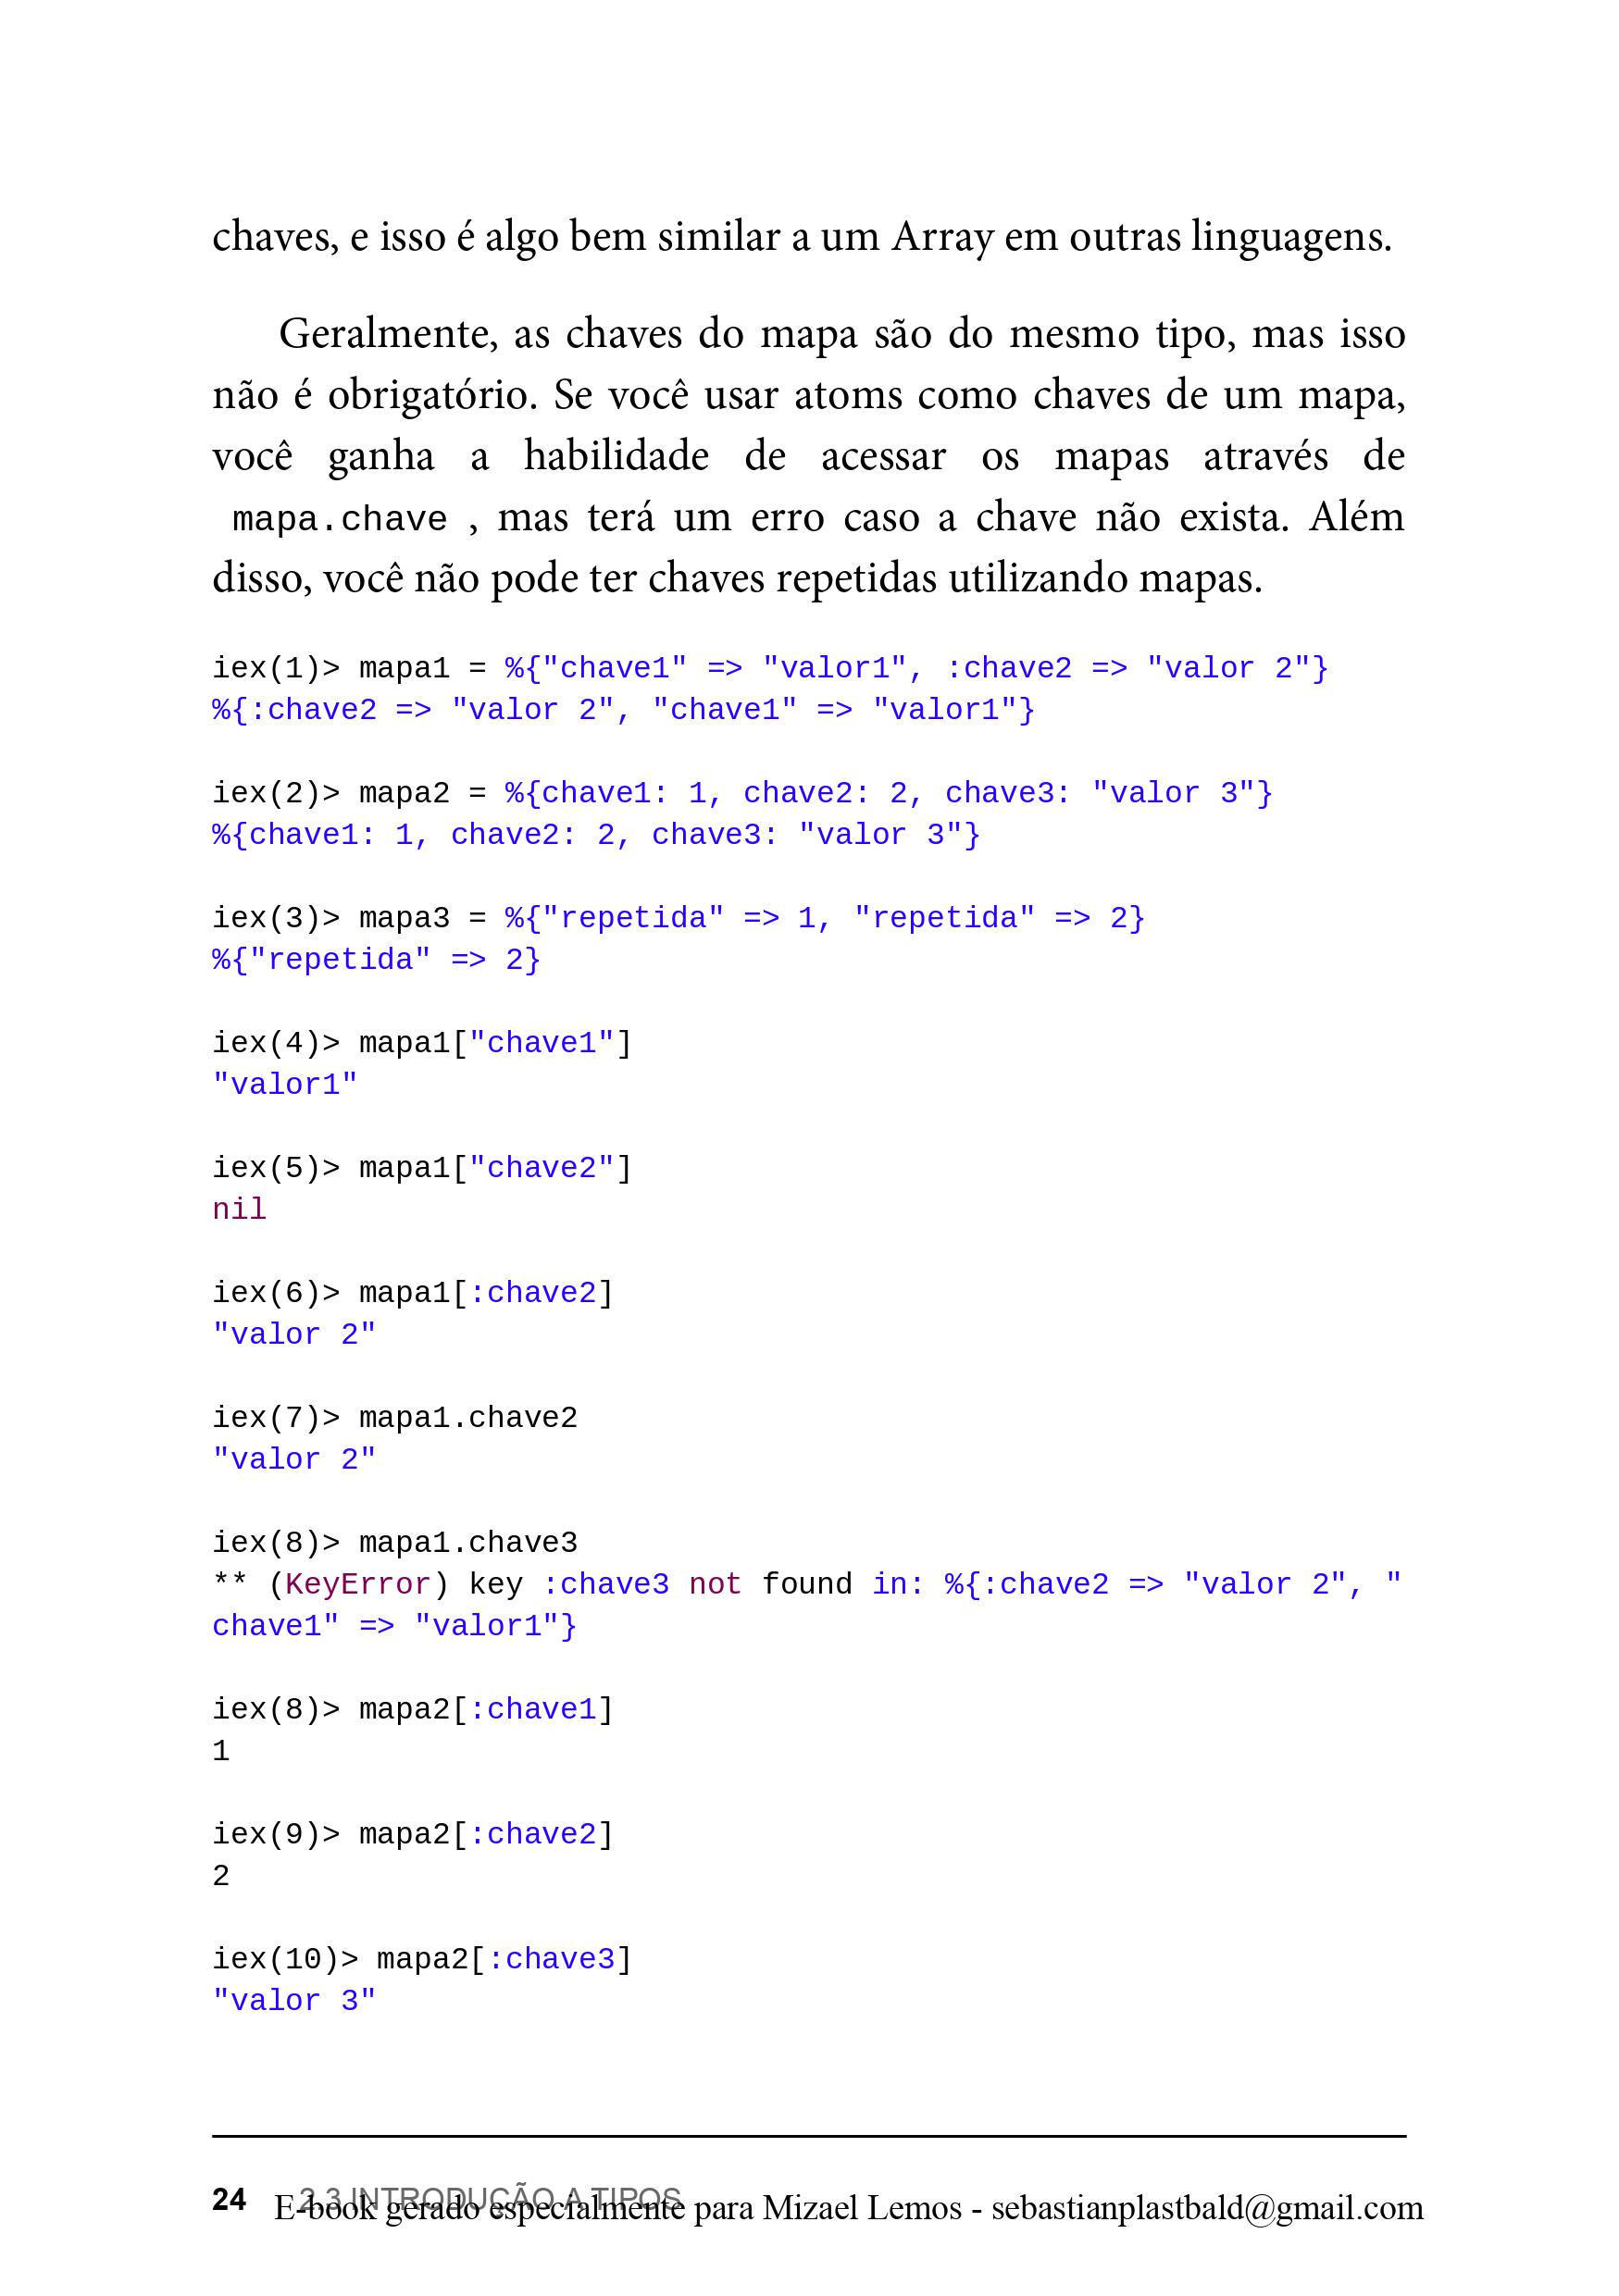 chaves, e isso é algo bem similar a um Array em outras linguagens.
Geralmente, as chaves do mapa são do mesmo tipo, mas isso
não é obrigatório. Se você usar atoms como chaves de um mapa,
você ganha a habilidade de acessar os mapas através de
mapa.chave , mas terá um erro caso a chave não exista. Além
disso, você não pode ter chaves repetidas utilizando mapas.
iex(1)> mapa1 = %{"chave1" => "valor1", :chave2 => "valor 2"}
%{:chave2 => "valor 2", "chave1" => "valor1"}
iex(2)> mapa2 = %{chave1: 1, chave2: 2, chave3: "valor 3"}
%{chave1: 1, chave2: 2, chave3: "valor 3"}
iex(3)> mapa3 = %{"repetida" => 1, "repetida" => 2}
%{"repetida" => 2}
iex(4)> mapa1["chave1"]
"valor1"
iex(5)> mapa1["chave2"]
nil
iex(6)> mapa1[:chave2]
"valor 2"
iex(7)> mapa1.chave2
"valor 2"
iex(8)> mapa1.chave3
** (KeyError) key :chave3 not found in: %{:chave2 => "valor 2", "
chave1" => "valor1"}
iex(8)> mapa2[:chave1]
1
iex(9)> mapa2[:chave2]
2
iex(10)> mapa2[:chave3]
"valor 3"
24 2.3 INTRODUÇÃO A TIPOS
E-book gerado especialmente para Mizael Lemos - sebastianplastbald@gmail.com